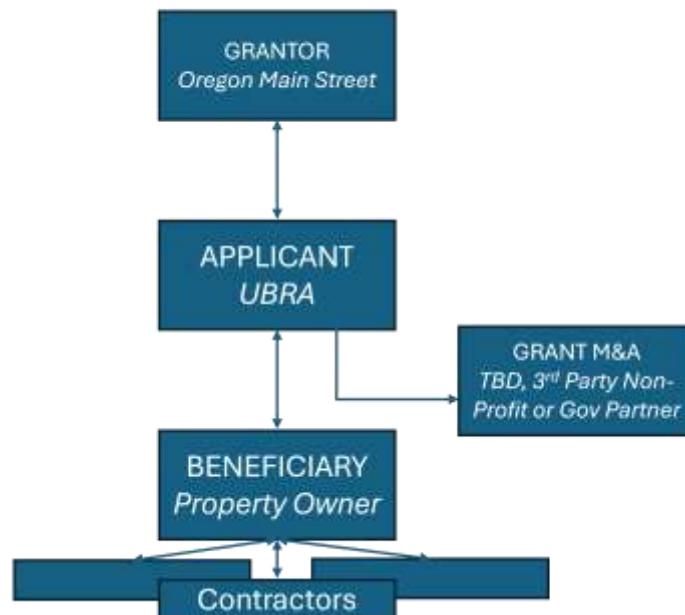 GRANTOR
Oregon Main Street
APPLICANT
UBRA
GRANT M&A
TBD, 3rd Party Non-
Profit or Gov Partner
BENEFICIARY
Property Owner
Contractors